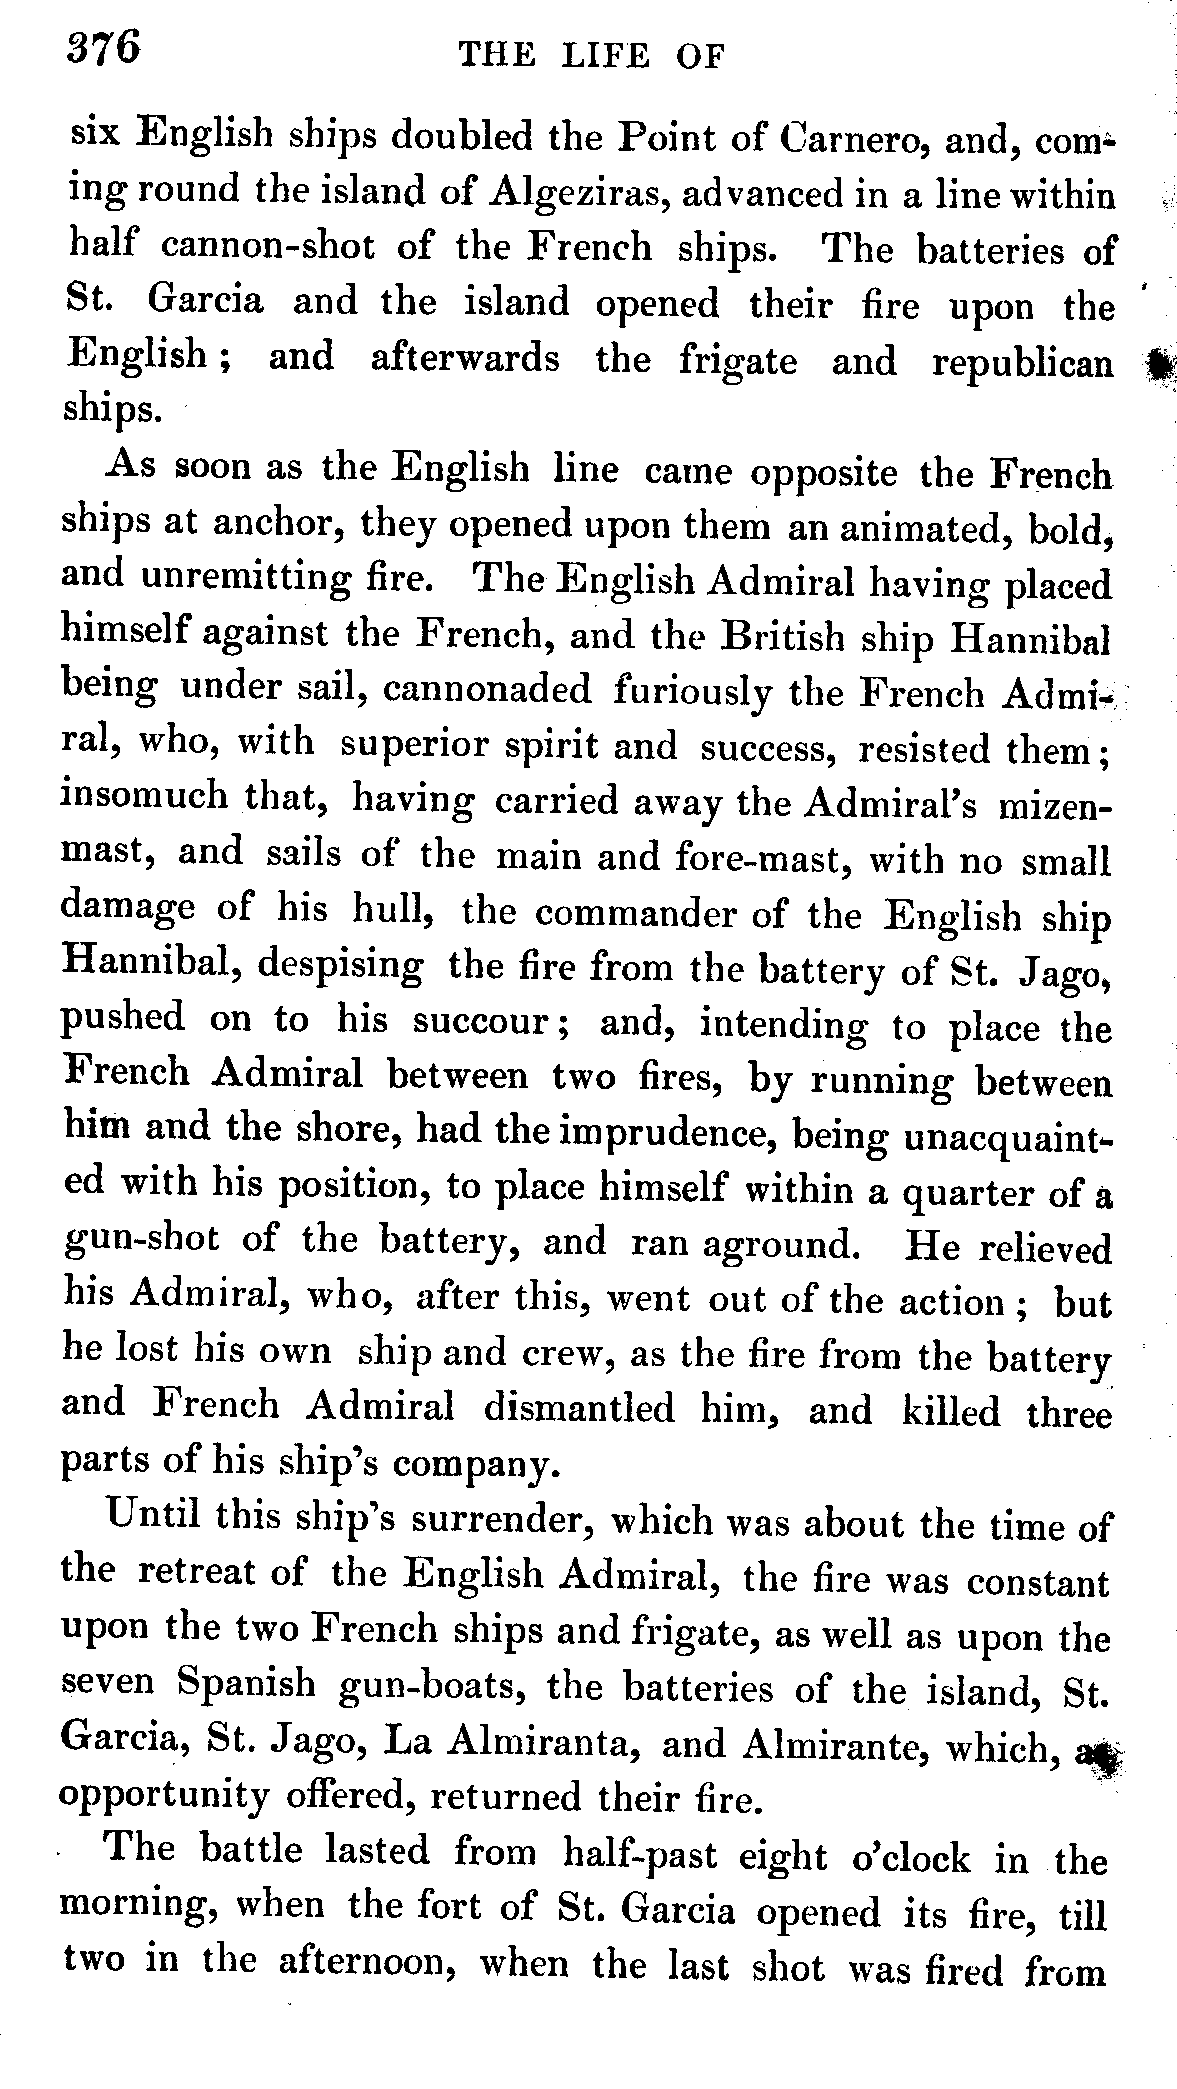 376 THE LIFE OF
six English ships doubled the Point of Carnero, and, com-
ing round the island of Algeziras, advanced in a line within
half cannon-shot of the French ships. The batteries of
St. Garcia and the island opened their fire upon the
English ; and afterwards the frigate and republican
ships.
As soon as the English line came opposite the French
ships at anchor, they opened upon them an animated, bold,
and unremitting fire. The English Admiral having placed
himself against the French, and the British ship Hannibal
being under sail, cannonaded furiously the French Admi-
ral, who, with superior spirit and success, resisted them ;
insomuch that, having carried away the Admiral's mizen-
mast, and sails of the main and fore-mast, with no small
damage of his hull, the commander of the English ship
Hannibal, despising the fire from the battery of St. Jago,
pushed on to his succour ; and, intending to place the
French Admiral between two fires, by running between
him and the shore, had the imprudence, being unacquaint-
ed with his position, to place himself within a quarter of a
gun-shot of the battery, and ran aground. He relieved
his Admiral, who, after this, went out of the action ; but
he lost his own ship and crew, as the fire from the battery
and French Admiral dismantled him, and killed three
parts of his ship's company.
Until this ship's surrender, which was about the time of
the retreat of the English Admiral, the fire was constant
upon the two French ships and frigate, as well as upon the
seven Spanish gun-boats, the batteries of the island, St.
Garcia, St. Jago, La Almiranta, and Almirante, which,
opportunity offered, returned their fire.
The battle lasted from half-past eight o'clock in the
morning, when the fort of St. Garcia opened its fire, till
two in the afternoon, when the last shot was fired from